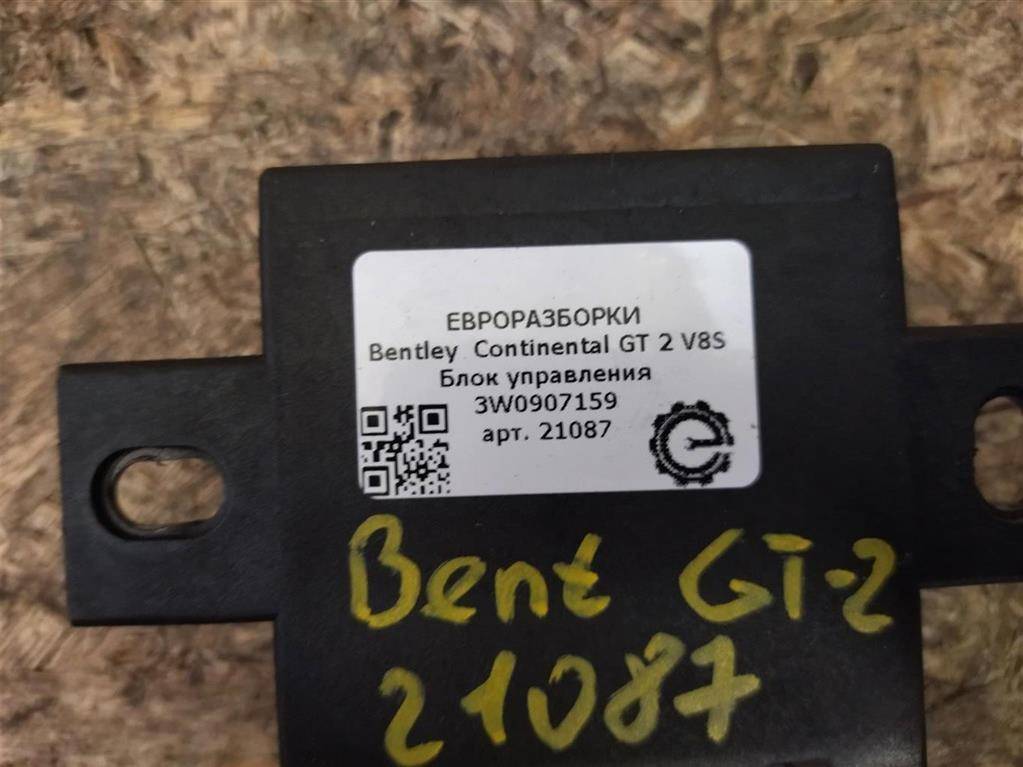 ЕВРОРАЗБОРКИ
Bentley Continental GT 2 V8S
Блок управления
3W0907159
арт. 21087
Bent GT-2
21087